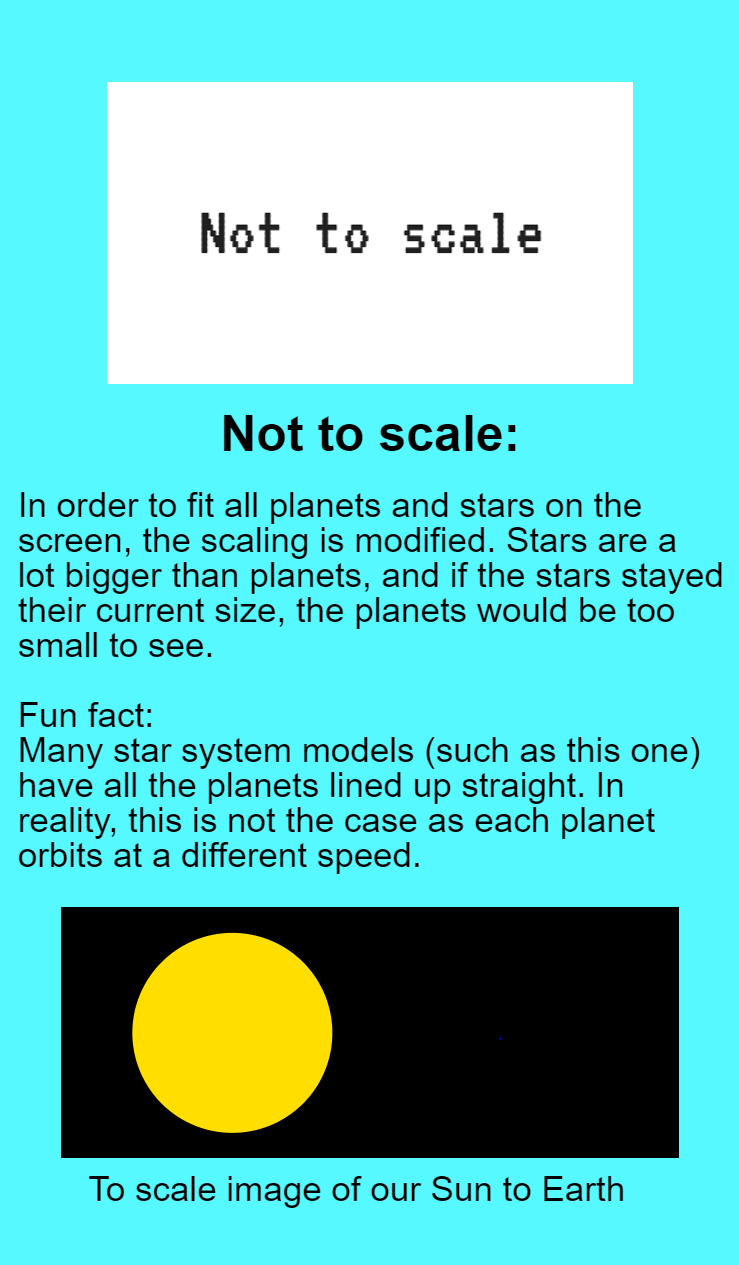 Not to scale
Not to scale:
In order to fit all planets and stars on the
screen, the scaling is modified. Stars are a
lot bigger than planets, and if the stars stayed
their current size, the planets would be too
small to see.
Fun fact:
Many star system models (such as this one)
have all the planets lined up straight. In
reality, this is not the case as each planet
orbits at a different speed.
To scale image of our Sun to Earth